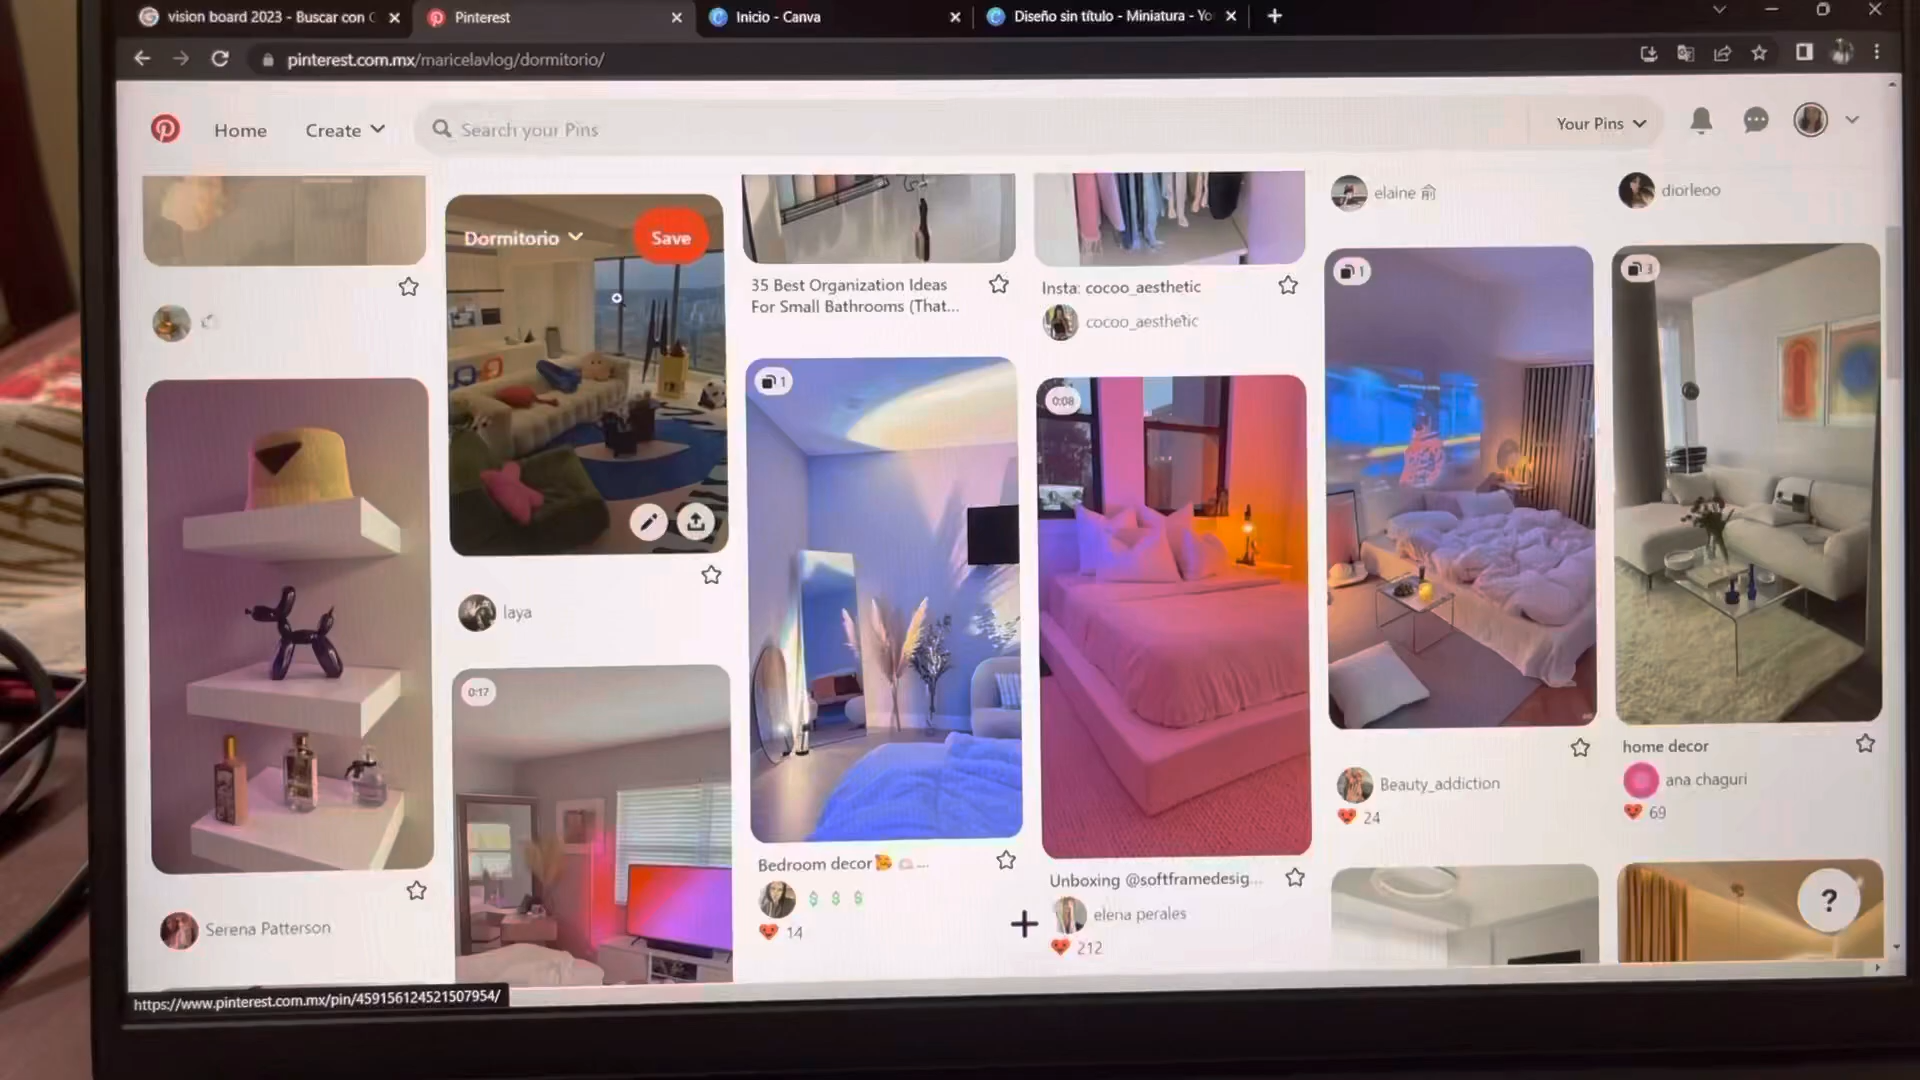 vision board 2023 - Buscar con G
Pinterest
Inicio - Canva
Diseño sin título - Miniatura - Yo
pinterest.com.mx/maricelavlog/dormitorio/
Home
Create
Search your Pins
Your Pins
Dormitorio
Save
elaine 俞
diorleoo
35 Best Organization Ideas
For Small Bathrooms (That...
Insta: cocoo_aesthetic
cocoo_aesthetic
1
3
1
0:08
laya
0:17
home decor
ana chaguri
69
Beauty_addiction
24
Bedroom decor🥰 ...
$ $ $
14
Unboxing @softframedesig...
elena perales
212
Serena Patterson
?
https://www.pinterest.com.mx/pin/459156124521507954/